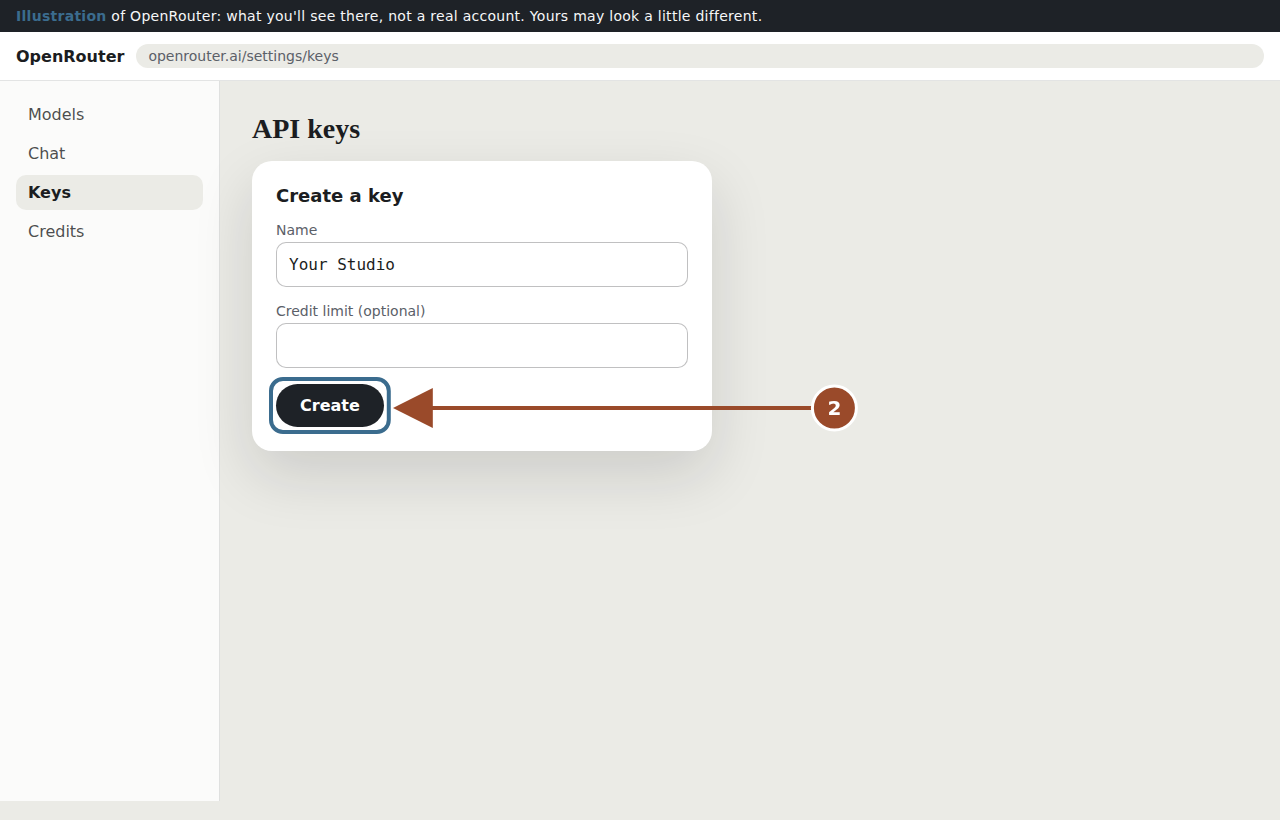 Illustration of OpenRouter: what you'll see there, not a real account. Yours may look a little different.
OpenRouter
openrouter.ai/settings/keys
Models
Chat
Keys
Credits
API keys
Create a key
Name
Your Studio
Credit limit (optional)
Create
2